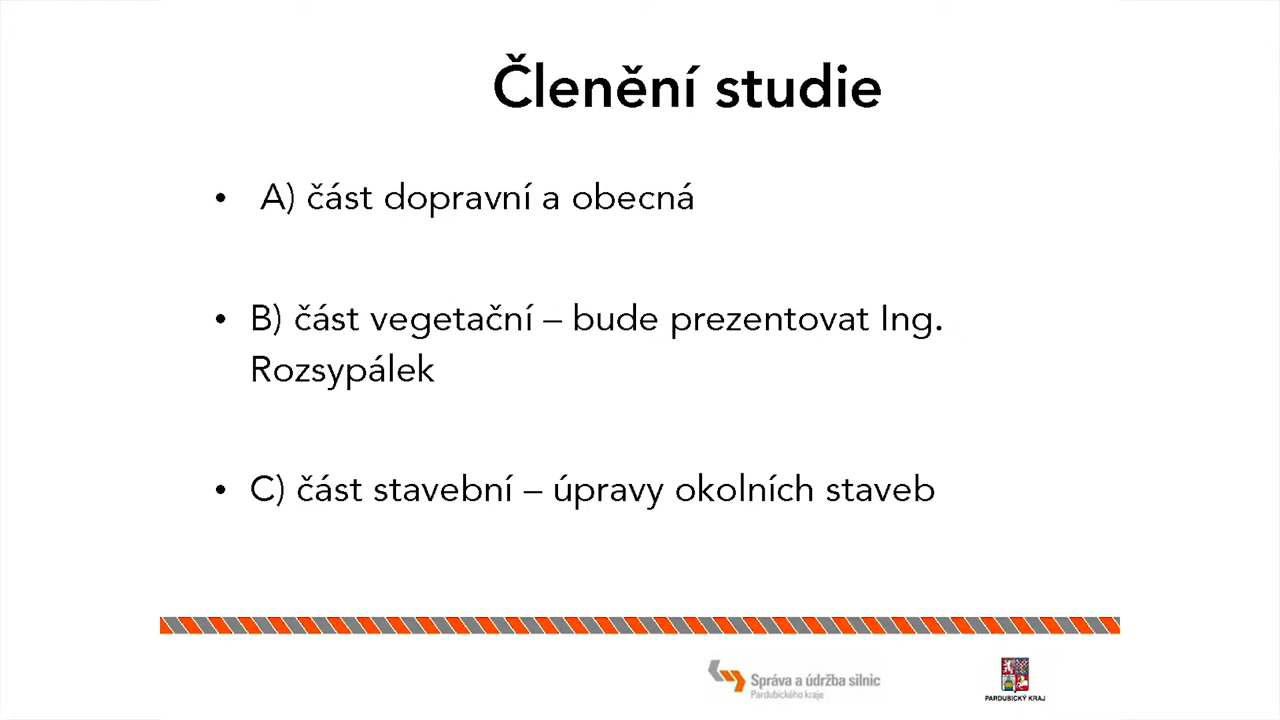 Členění studie
• A) část dopravní a obecná
• B) část vegetační – bude prezentovat Ing.
Rozsypálek
• C) část stavební – úpravy okolních staveb
Správa a údržba silnic
Pardubického kraje
PARDUBICKÝ KRAJ